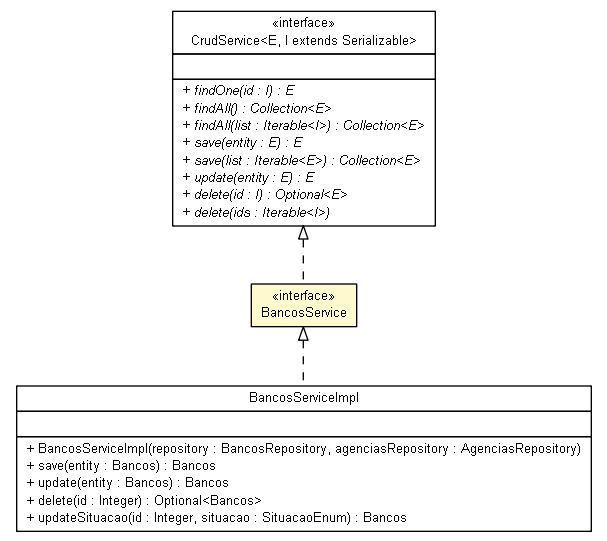 «interface»
CrudService<E, I extends Serializable>
+ findOne(id : I) : E
+ findAll() : Collection<E>
+ findAll(list : Iterable<I>) : Collection<E>
+ save(entity : E) : E
+ save(list : Iterable<E>) : Collection<E>
+ update(entity : E) : E
+ delete(id : I) : Optional<E>
+ delete(ids : Iterable<I>)
«interface»
BancosService
BancosServiceImpl
+ BancosServiceImpl(repository : BancosRepository, agenciasRepository : AgenciasRepository)
+ save(entity : Bancos) : Bancos
+ update(entity : Bancos) : Bancos
+ delete(id : Integer) : Optional<Bancos>
+ updateSituacao(id : Integer, situacao : SituacaoEnum) : Bancos